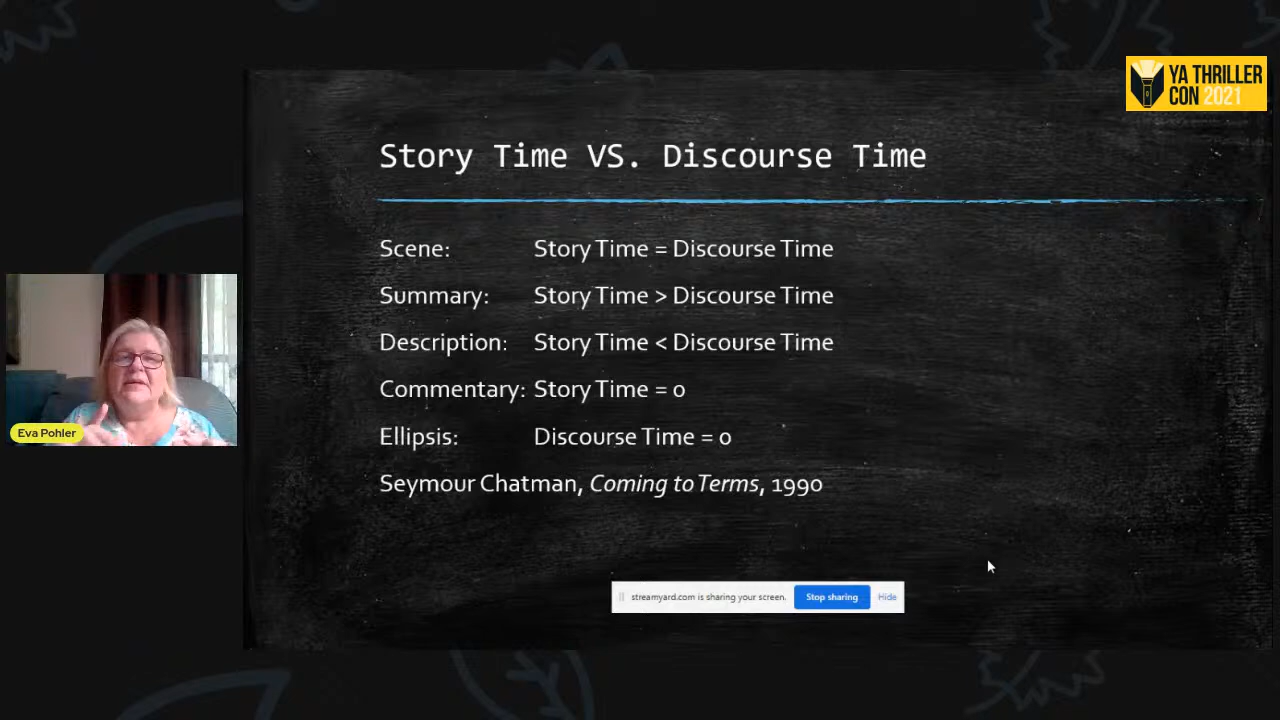 YA THRILLER
CON 2021
Story Time VS. Discourse Time
Scene: Story Time = Discourse Time
Summary: Story Time > Discourse Time
Description: Story Time < Discourse Time
Commentary: Story Time = 0
Ellipsis: Discourse Time = 0
Seymour Chatman, Coming to Terms, 1990
Eva Pohler
streamyard.com is sharing your screen. Stop sharing Hide